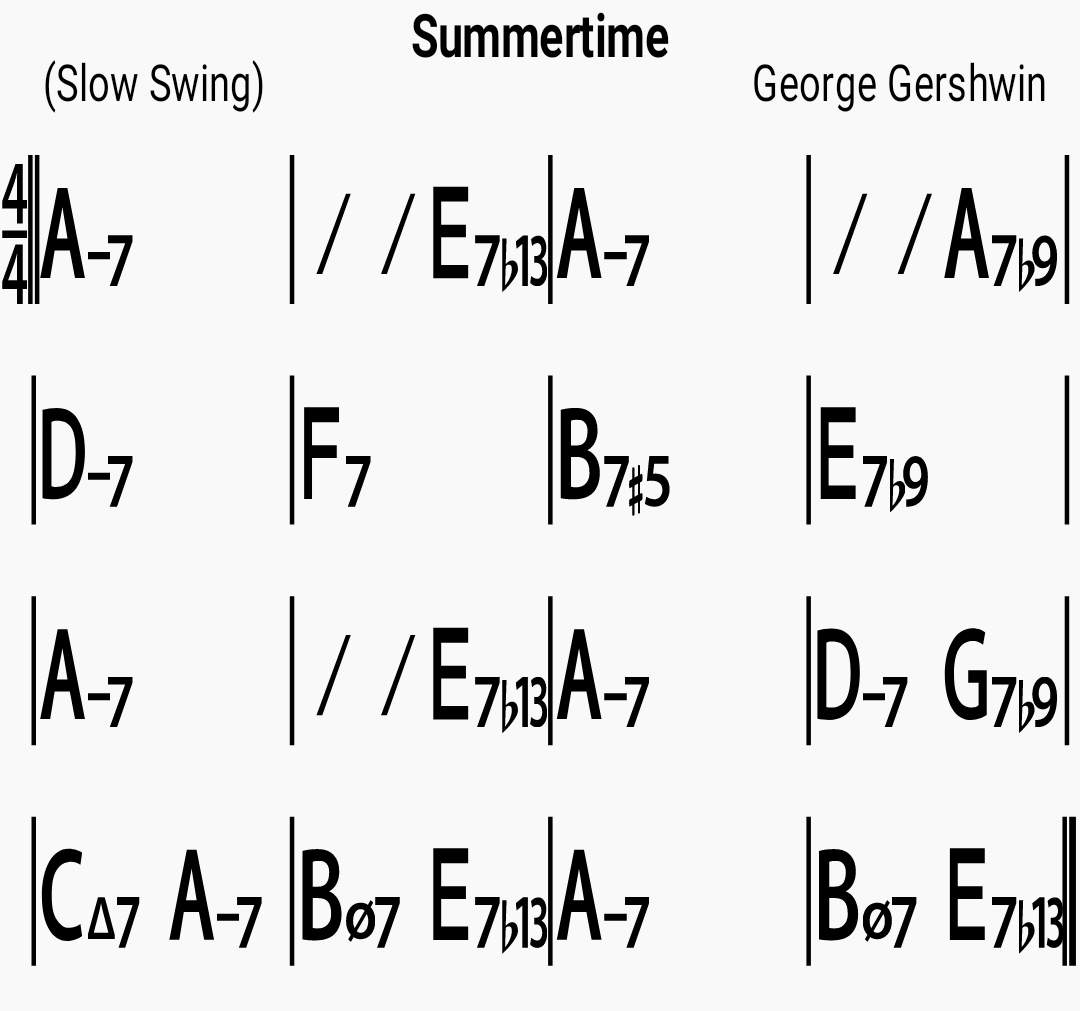 Summertime
(Slow Swing) George Gershwin
4/4 A–7 | / / E7♭13 | A–7 | / / A7♭9 |
| D–7 | F7 | B7♯5 | E7♭9 |
| A–7 | / / E7♭13 | A–7 | D–7 G7♭9 |
| CΔ7 A–7 | Bø7 E7♭13 | A–7 | Bø7 E7♭13 ‖